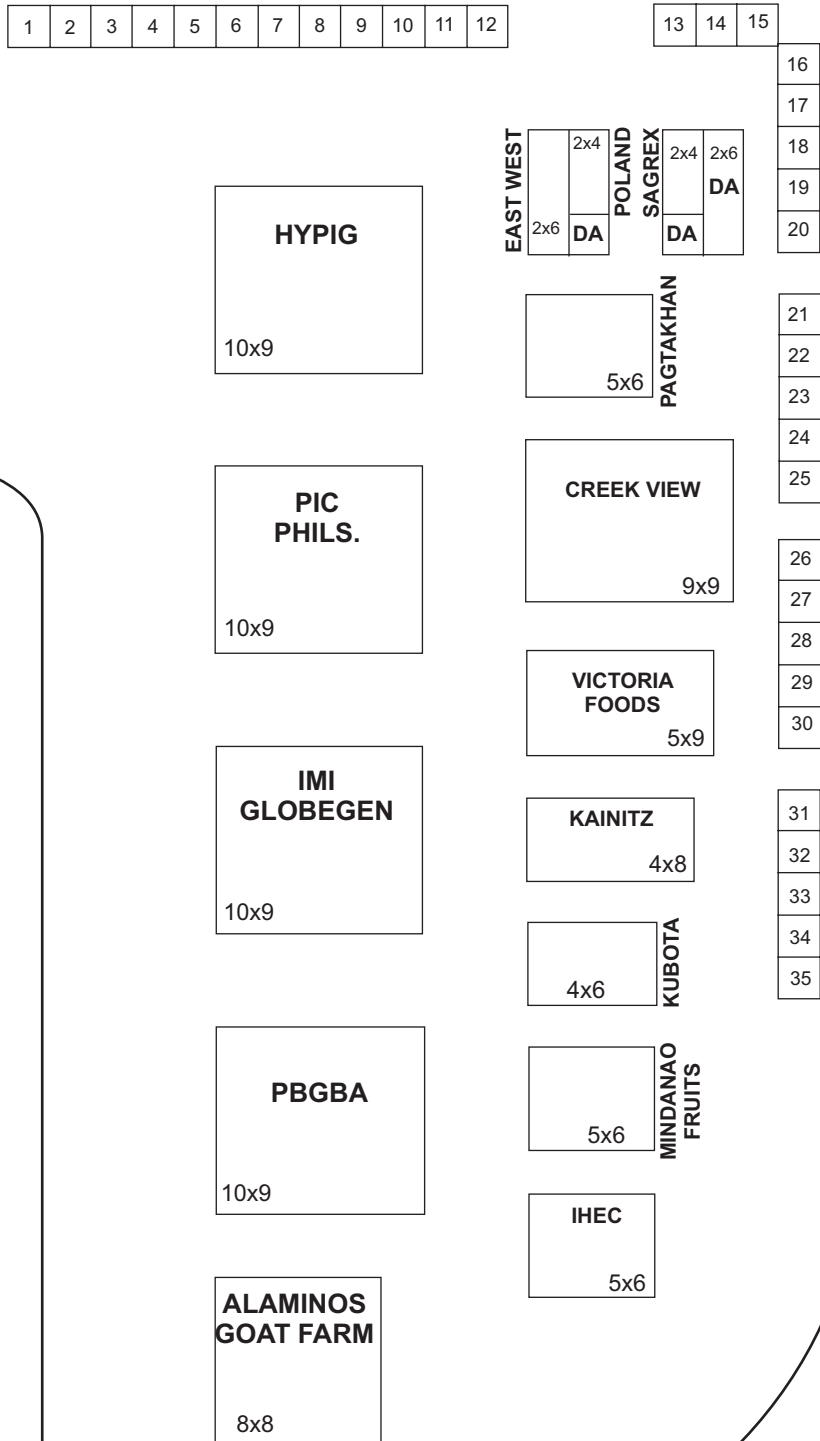 1 2 3 4 5 6 7 8 9 10 11 12
13 14 15
16
17
18
19
20
EAST WEST
2x6
2x4
DA
POLAND
SAGREX
2x4
DA
2x6
DA
HYPIG
10x9
PAGTAKHAN
5x6
21
22
23
24
25
PIC
PHILS.
10x9
CREEK VIEW
9x9
26
27
28
29
30
VICTORIA
FOODS
5x9
IMI
GLOBEGEN
10x9
KAINITZ
4x8
31
32
33
34
35
KUBOTA
4x6
PBGBA
10x9
MINDANAO
FRUITS
5x6
IHEC
5x6
ALAMINOS
GOAT FARM
8x8